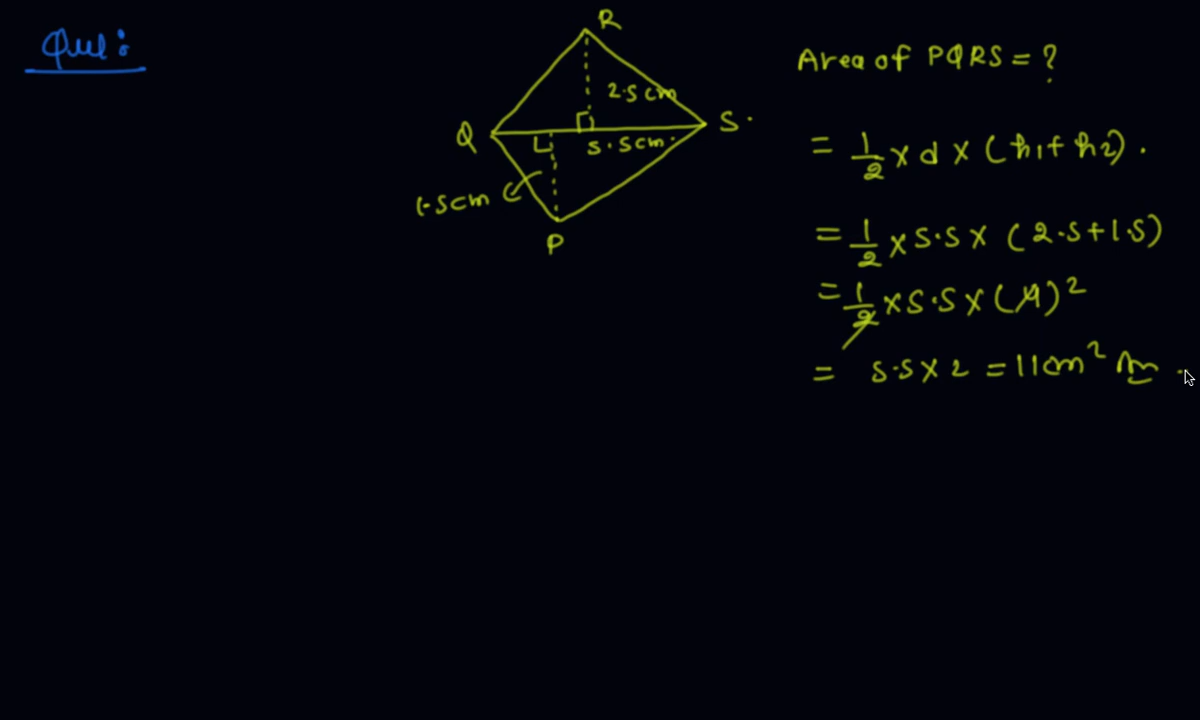 Que :
R
2.5 cm
Q
S .
5.5 cm.
1.5 cm
P
Area of PQRS = ?
= 1/2 x d x (h1 + h2) .
= 1/2 x 5.5 x (2.5 + 1.5)
= 1/2 x 5.5 x (4) 2
= 5.5 x 2 = 11 cm² Ans .